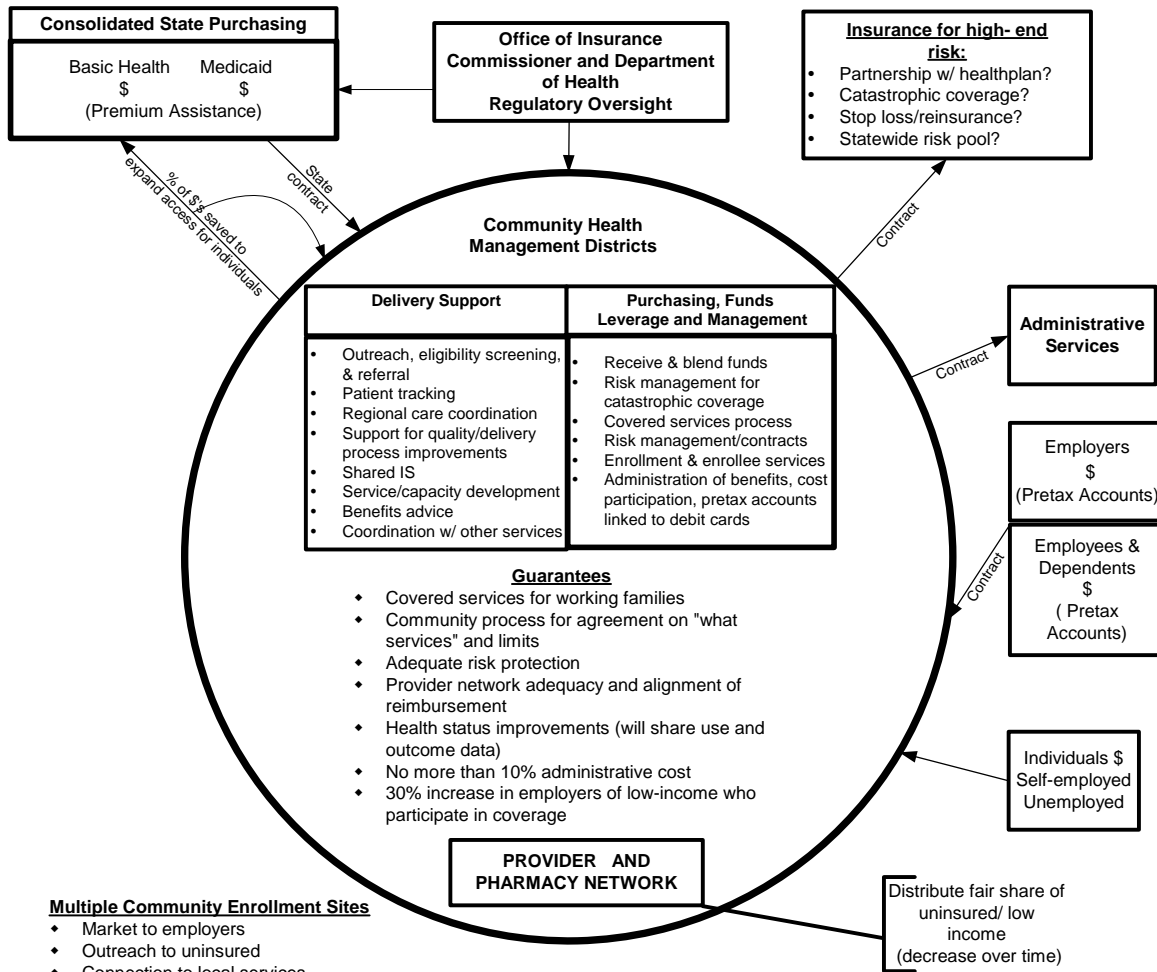 Consolidated State Purchasing
Basic Health Medicaid
$ $
(Premium Assistance)
Office of Insurance
Commissioner and Department
of Health
Regulatory Oversight
Insurance for high- end
risk:
• Partnership w/ healthplan?
• Catastrophic coverage?
• Stop loss/reinsurance?
• Statewide risk pool?
% of $'s saved to
expand access for individuals
State
contract
Contract
Community Health
Management Districts
Delivery Support
• Outreach, eligibility screening,
& referral
• Patient tracking
• Regional care coordination
• Support for quality/delivery
process improvements
• Shared IS
• Service/capacity development
• Benefits advice
• Coordination w/ other services
Purchasing, Funds
Leverage and Management
• Receive & blend funds
• Risk management for
catastrophic coverage
• Covered services process
• Risk management/contracts
• Enrollment & enrollee services
• Administration of benefits, cost
participation, pretax accounts
linked to debit cards
Contract
Administrative
Services
Employers
$
(Pretax Accounts)
Contract
Employees &
Dependents
$
( Pretax
Accounts)
Guarantees
◆ Covered services for working families
◆ Community process for agreement on "what
services" and limits
◆ Adequate risk protection
◆ Provider network adequacy and alignment of
reimbursement
◆ Health status improvements (will share use and
outcome data)
◆ No more than 10% administrative cost
◆ 30% increase in employers of low-income who
participate in coverage
Individuals $
Self-employed
Unemployed
PROVIDER AND
PHARMACY NETWORK
Distribute fair share of
uninsured/ low
income
(decrease over time)
Multiple Community Enrollment Sites
◆ Market to employers
◆ Outreach to uninsured
◆ Connection to local services